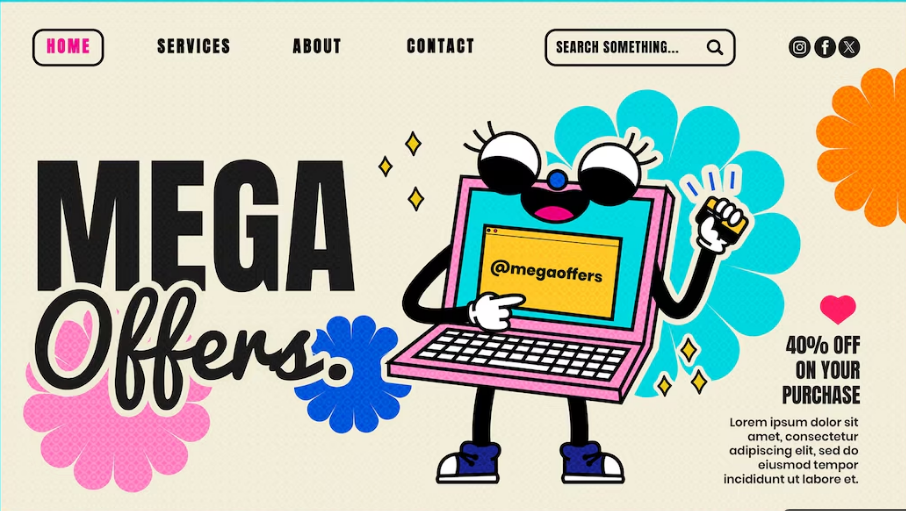 HOME
SERVICES
ABOUT
CONTACT
SEARCH SOMETHING...
MEGA
Offers.
@megaoffers
40% OFF
ON YOUR
PURCHASE
Lorem ipsum dolor sit
amet, consectetur
adipiscing elit, sed do
eiusmod tempor
incididunt ut labore et.